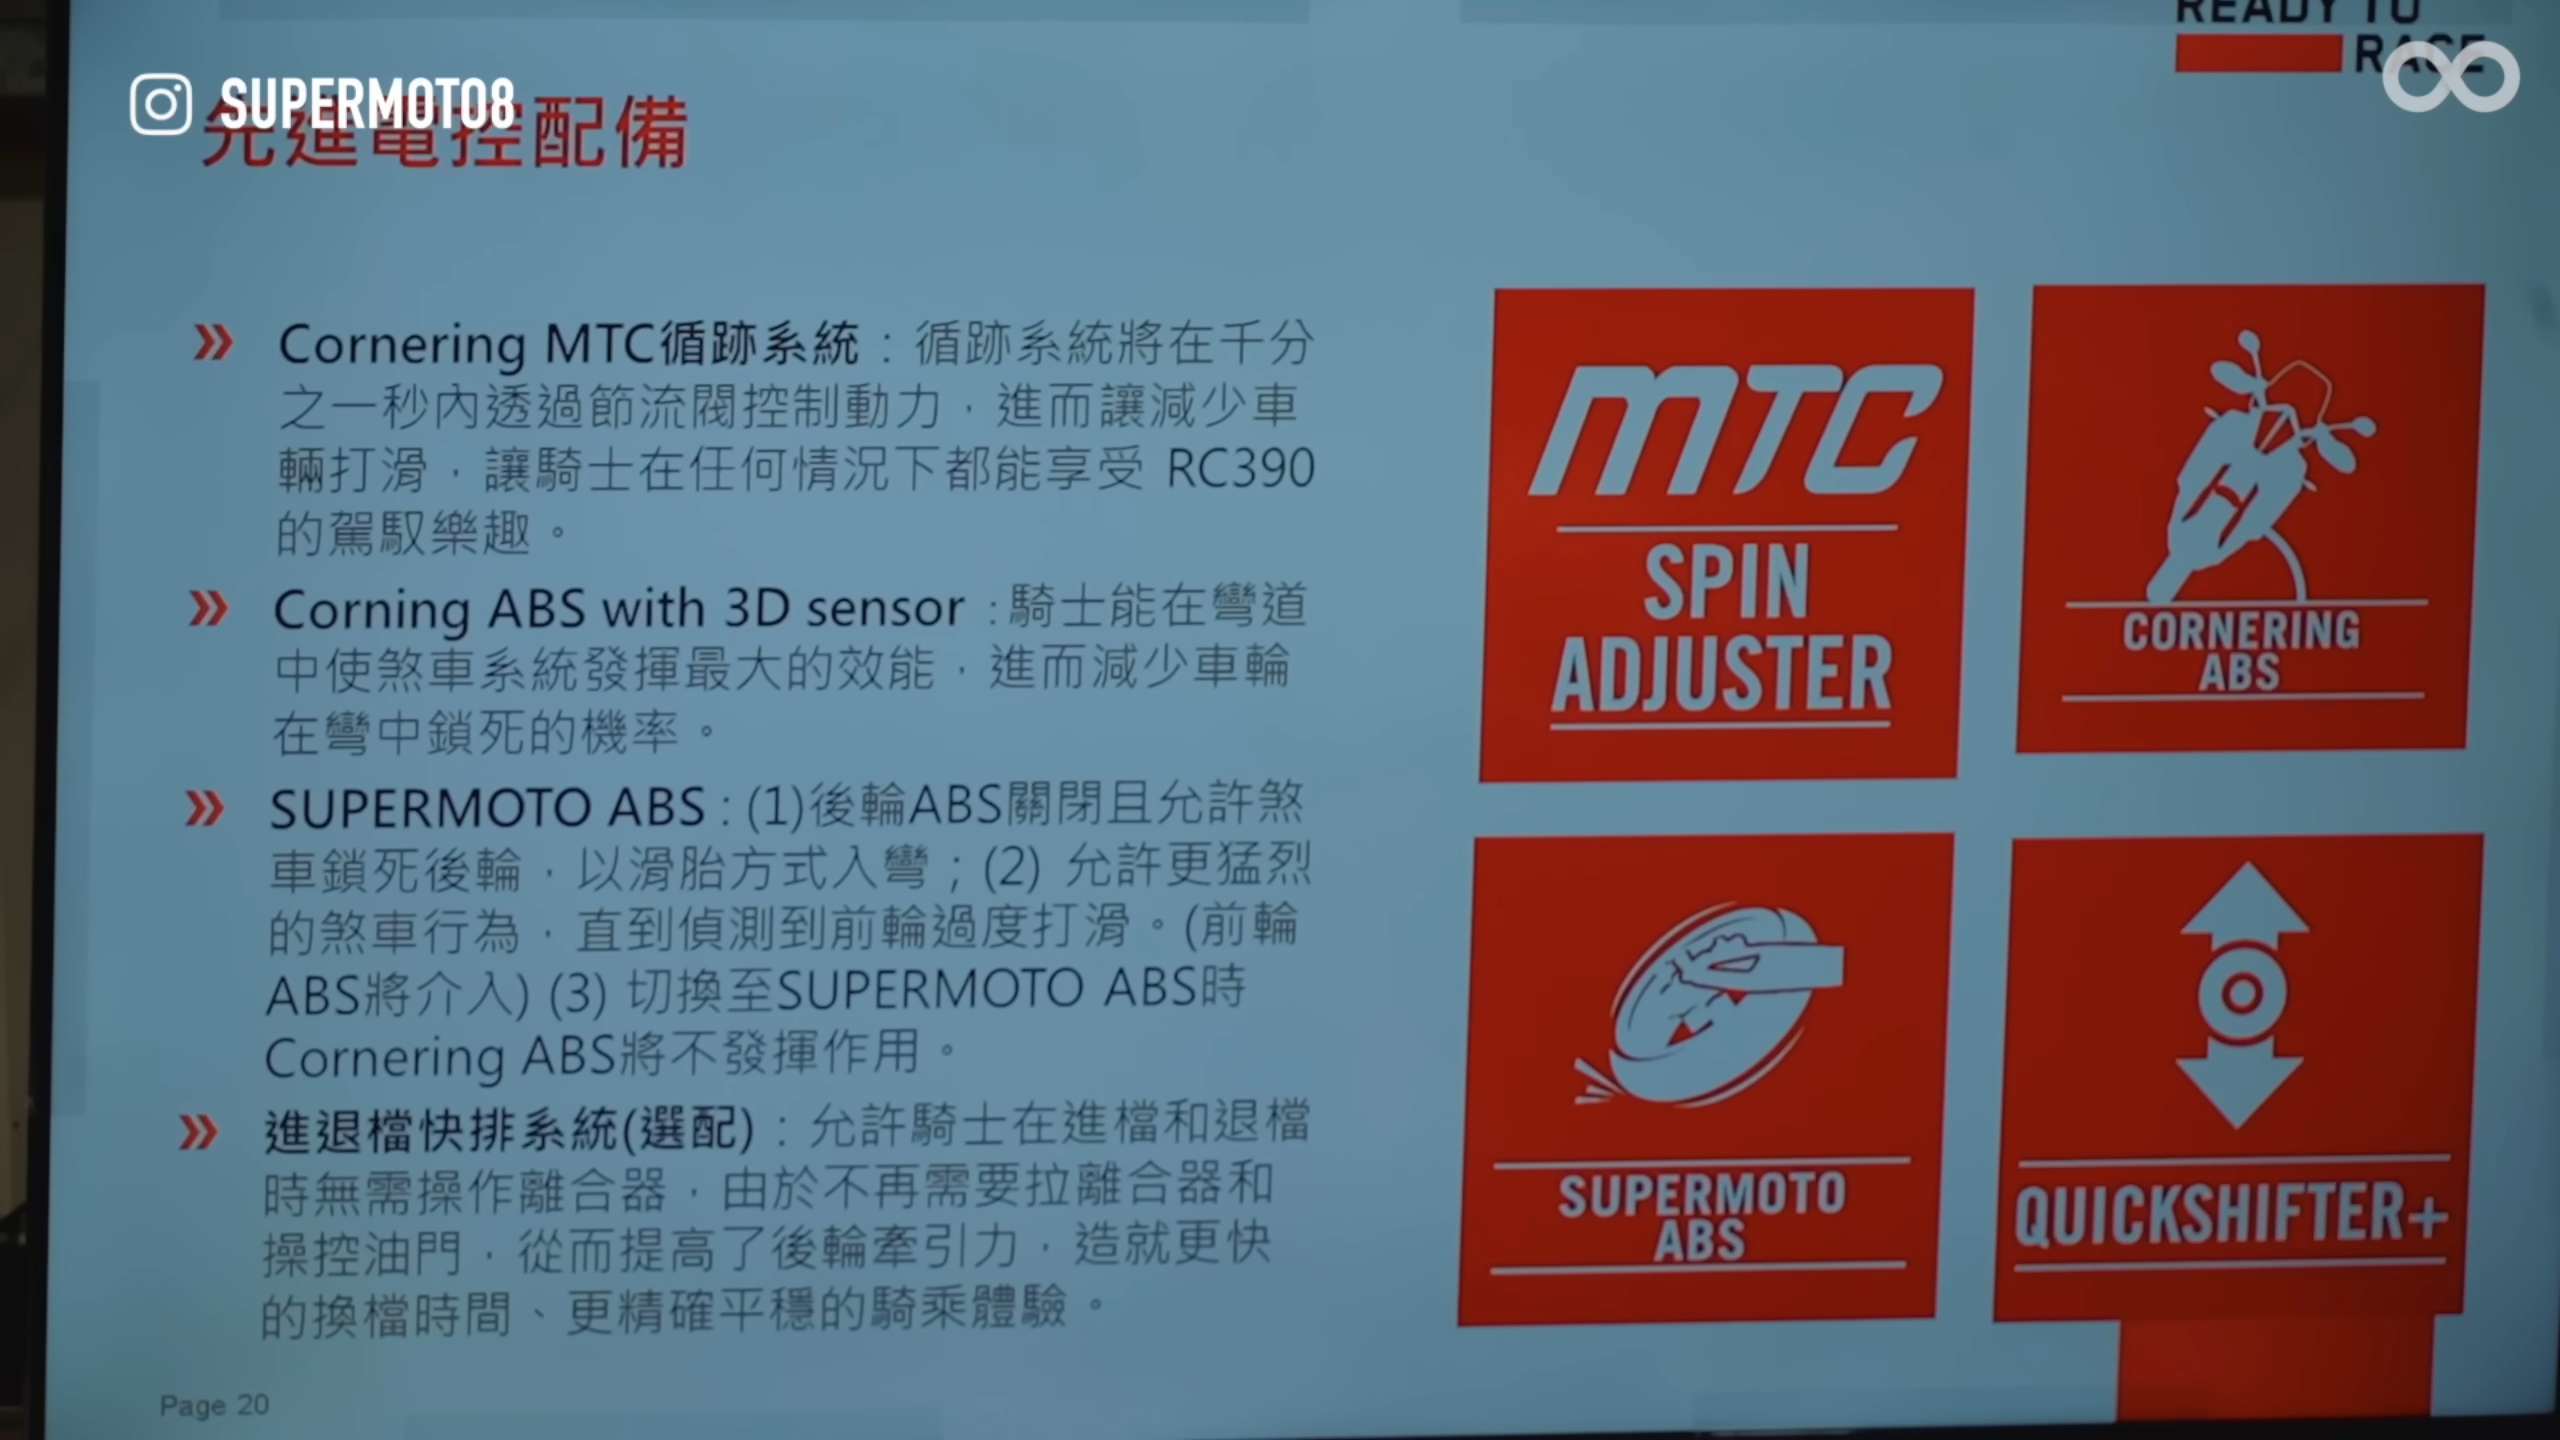 READY TO
RACE
SUPERMOTO8
先進電控配備
» Cornering MTC循跡系統：循跡系統將在千分
之一秒內透過節流閥控制動力，進而讓減少車
輛打滑，讓騎士在任何情況下都能享受 RC390
的駕馭樂趣。
» Corning ABS with 3D sensor :騎士能在彎道
中使煞車系統發揮最大的效能，進而減少車輪
在彎中鎖死的機率。
» SUPERMOTO ABS : (1)後輪ABS關閉且允許煞
車鎖死後輪，以滑胎方式入彎；(2) 允許更猛烈
的煞車行為，直到偵測到前輪過度打滑。(前輪
ABS將介入) (3) 切換至SUPERMOTO ABS時
Cornering ABS將不發揮作用。
» 進退檔快排系統(選配)：允許騎士在進檔和退檔
時無需操作離合器，由於不再需要拉離合器和
操控油門，從而提高了後輪牽引力，造就更快
的換檔時間、更精確平穩的騎乘體驗。
MTC
SPIN
ADJUSTER
CORNERING
ABS
SUPERMOTO
ABS
QUICKSHIFTER+
Page 20